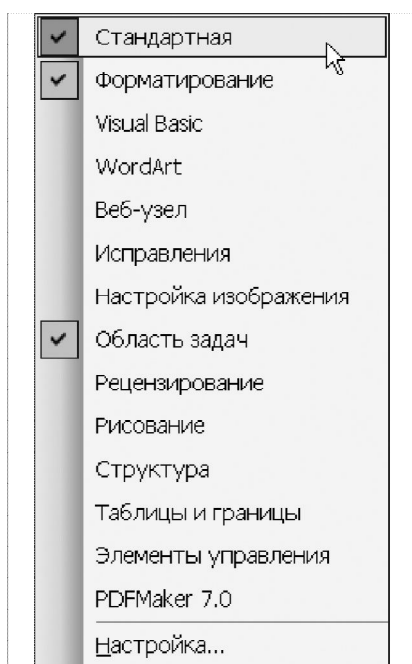 Стандартная
Форматирование
Visual Basic
WordArt
Веб-узел
Исправления
Настройка изображения
Область задач
Рецензирование
Рисование
Структура
Таблицы и границы
Элементы управления
PDFMaker 7.0
Настройка...